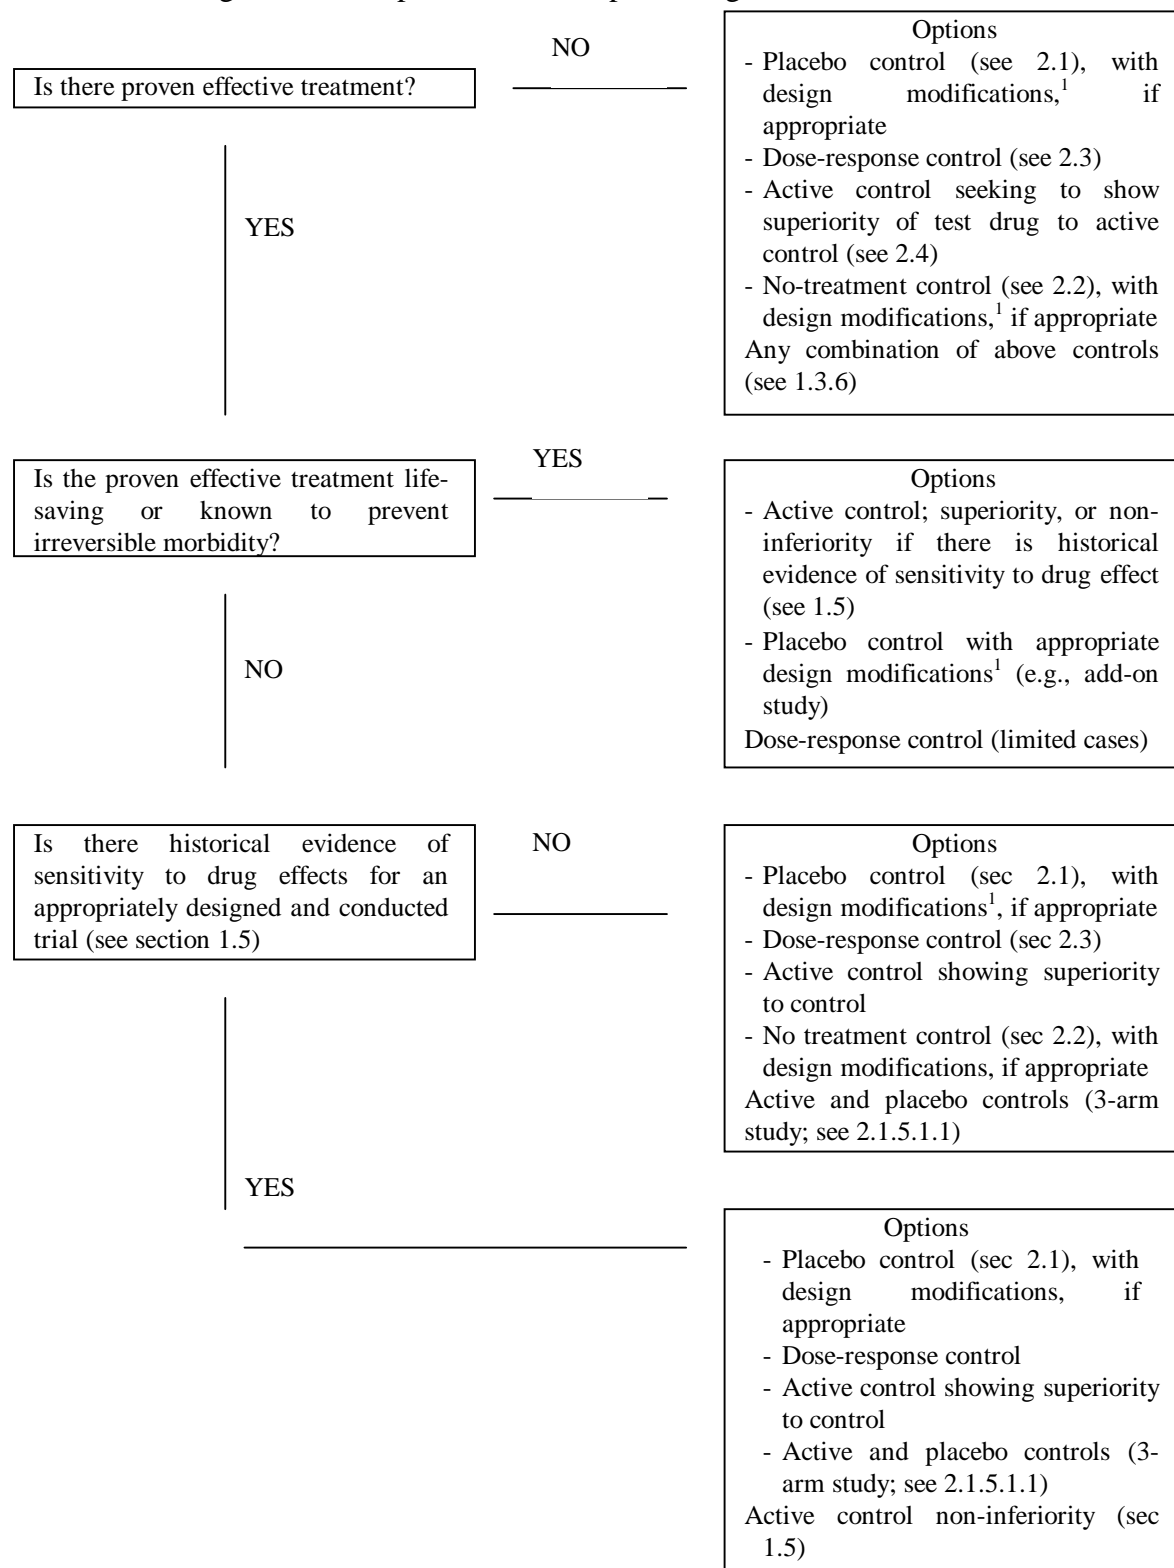 NO
Is there proven effective treatment?
Options
- Placebo control (see 2.1), with
design modifications,1 if
appropriate
- Dose-response control (see 2.3)
- Active control seeking to show
superiority of test drug to active
control (see 2.4)
- No-treatment control (see 2.2), with
design modifications,1 if appropriate
Any combination of above controls
(see 1.3.6)
YES
Is the proven effective treatment life-
saving or known to prevent
irreversible morbidity?
YES
Options
- Active control; superiority, or non-
inferiority if there is historical
evidence of sensitivity to drug effect
(see 1.5)
- Placebo control with appropriate
design modifications1 (e.g., add-on
study)
Dose-response control (limited cases)
NO
Is there historical evidence of
sensitivity to drug effects for an
appropriately designed and conducted
trial (see section 1.5)
NO
Options
- Placebo control (sec 2.1), with
design modifications1, if appropriate
- Dose-response control (sec 2.3)
- Active control showing superiority
to control
- No treatment control (sec 2.2), with
design modifications, if appropriate
Active and placebo controls (3-arm
study; see 2.1.5.1.1)
YES
Options
- Placebo control (sec 2.1), with
design modifications, if
appropriate
- Dose-response control
- Active control showing superiority
to control
- Active and placebo controls (3-
arm study; see 2.1.5.1.1)
Active control non-inferiority (sec
1.5)